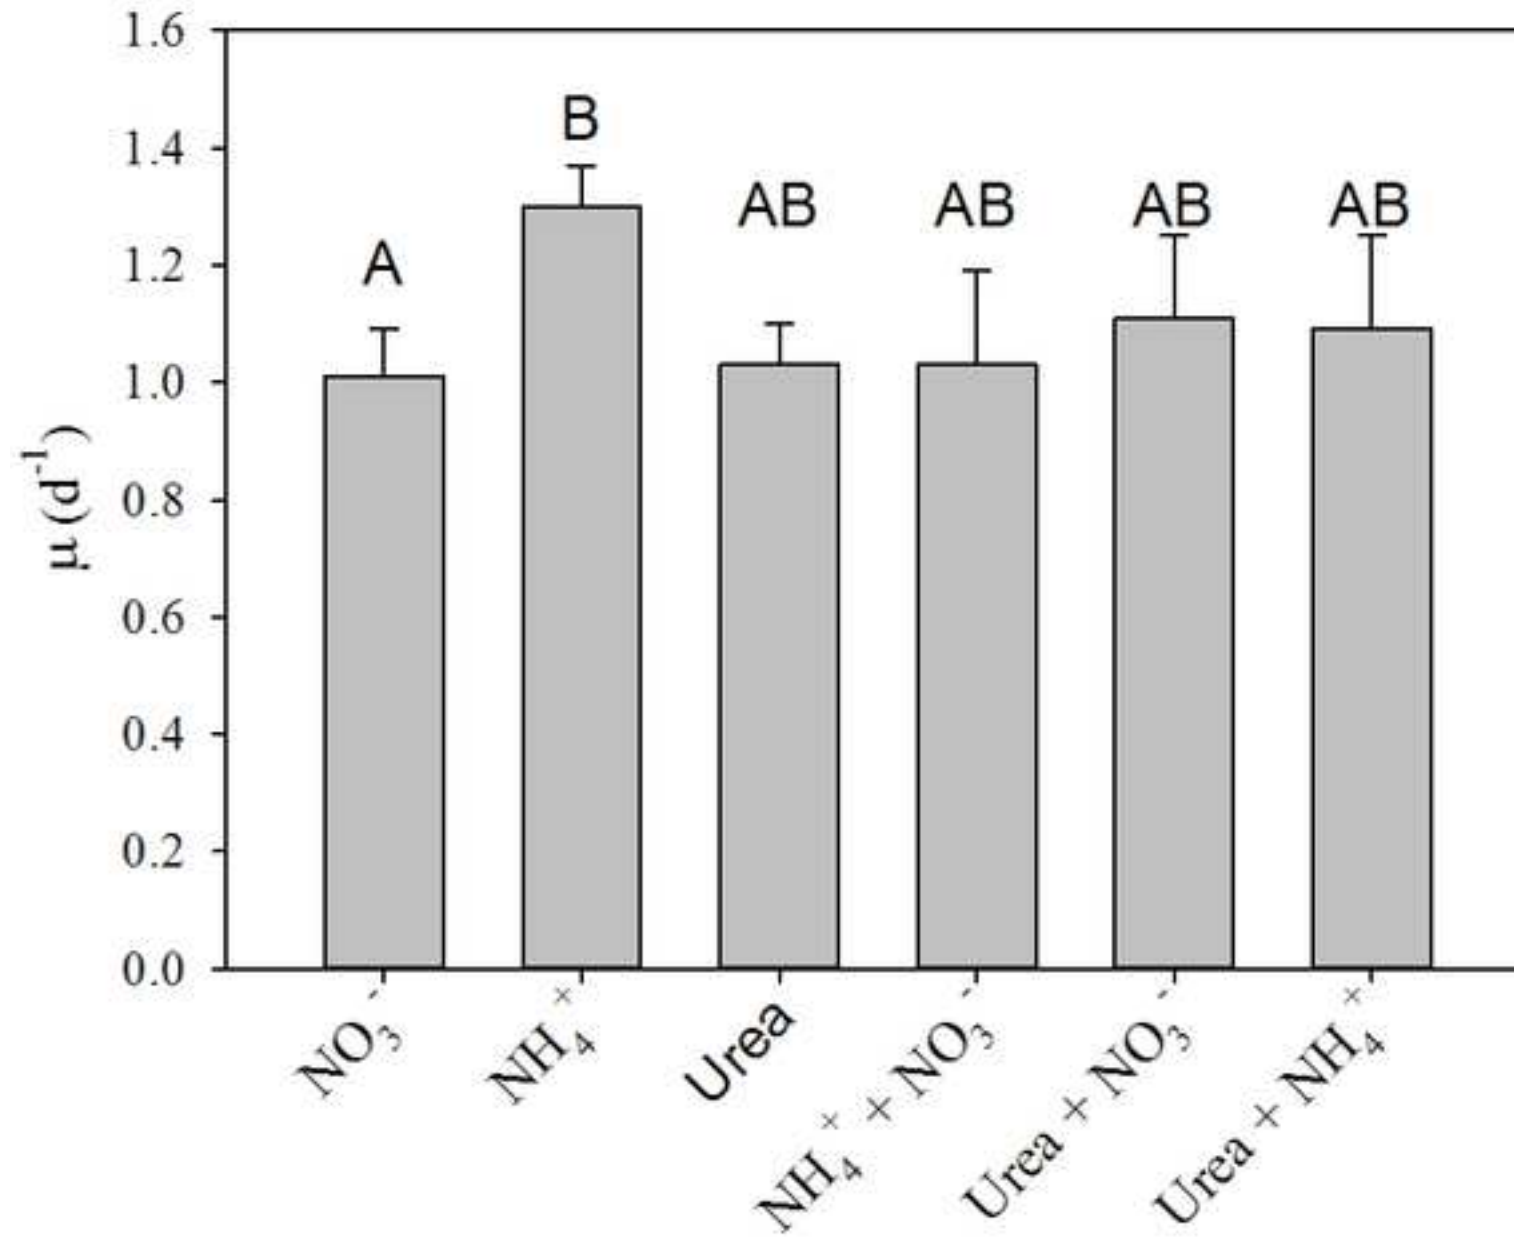 1.6
1.4
1.2
1.0
0.8
0.6
0.4
0.2
0.0
μ (d⁻¹)
A
B
AB
AB
AB
AB
NO₃⁻
NH₄⁺
Urea
NH₄⁺ + NO₃⁻
Urea + NO₃⁻
Urea + NH₄⁺